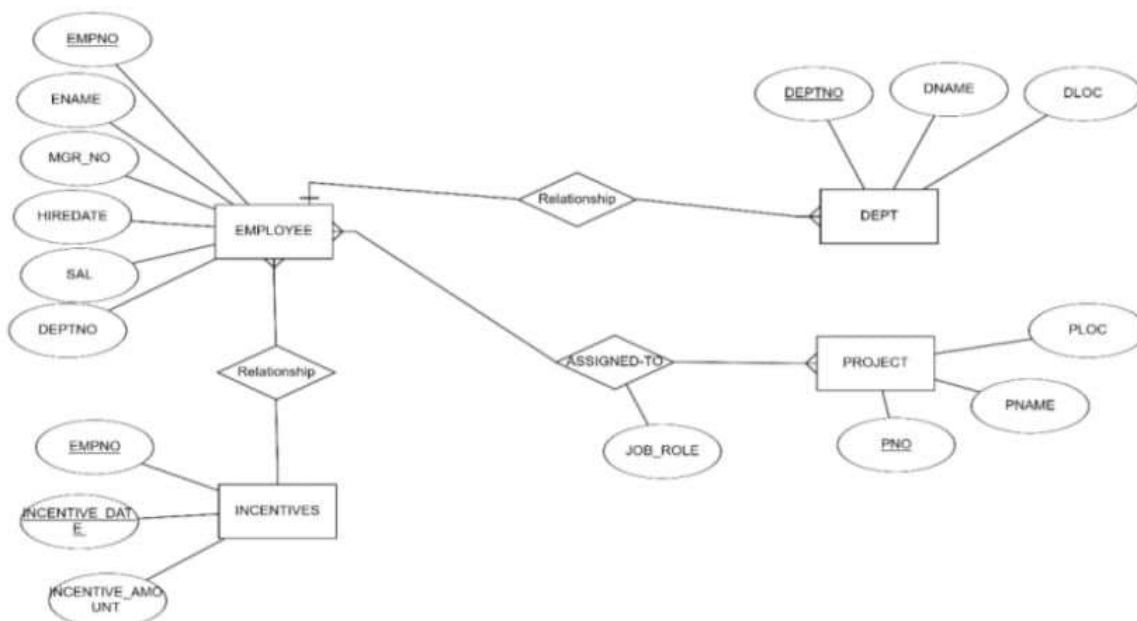 EMPNO
ENAME
MGR_NO
HIREDATE
SAL
DEPTNO
EMPLOYEE
Relationship
DEPTNO
DNAME
DLOC
DEPT
ASSIGNED-TO
JOB_ROLE
PROJECT
PLOC
PNAME
PNO
Relationship
EMPNO
INCENTIVE_DAT
E
INCENTIVE_AMO
UNT
INCENTIVES